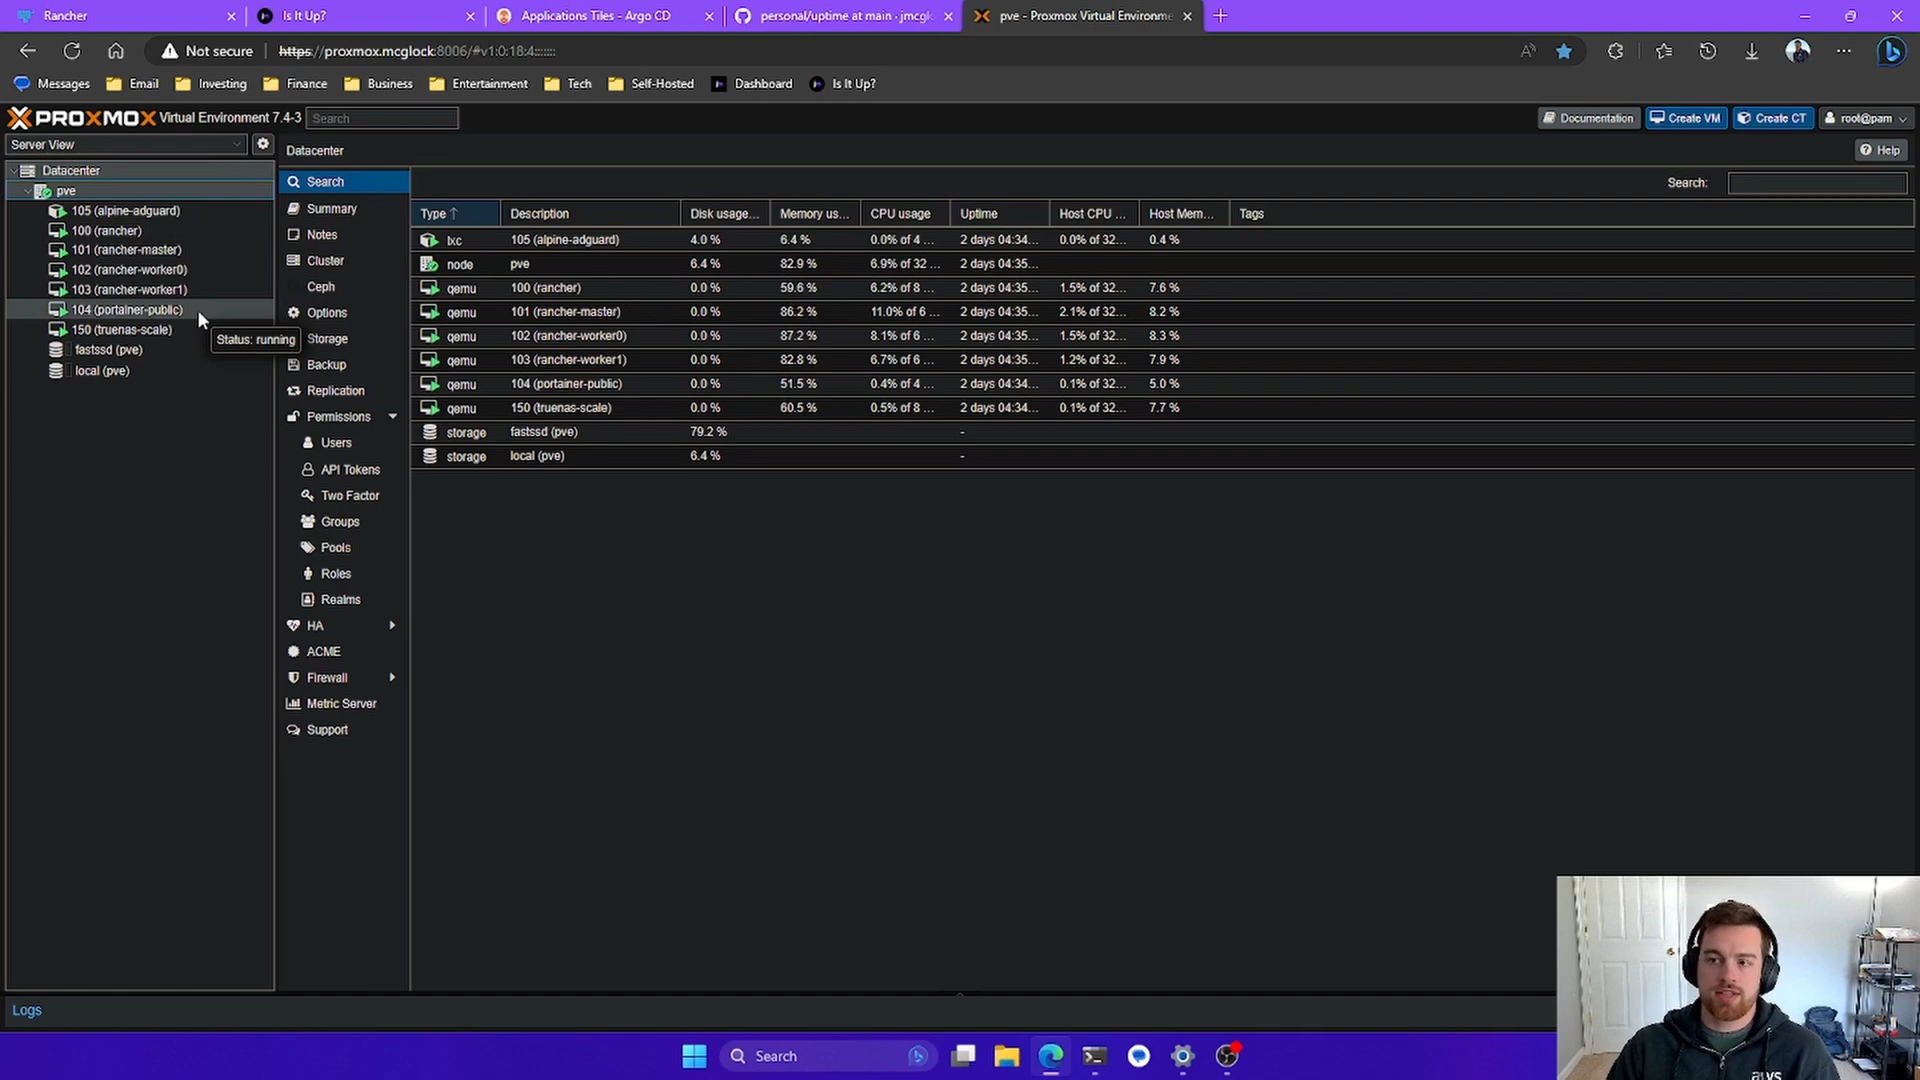 Rancher
Is It Up?
Applications Tiles - Argo CD
personal/uptime at main · jmcglo
pve - Proxmox Virtual Environme
Not secure
https://proxmox.mcglock:8006/#v1:0:18:4:::::::
Messages
Email
Investing
Finance
Business
Entertainment
Tech
Self-Hosted
Dashboard
Is It Up?
PROXMOX Virtual Environment 7.4-3
Search
Documentation
Create VM
Create CT
root@pam
Server View
Datacenter
Help
Datacenter
pve
105 (alpine-adguard)
100 (rancher)
101 (rancher-master)
102 (rancher-worker0)
103 (rancher-worker1)
104 (portainer-public)
150 (truenas-scale)
fastssd (pve)
local (pve)
Status: running
Search
Summary
Notes
Cluster
Ceph
Options
Storage
Backup
Replication
Permissions
Users
API Tokens
Two Factor
Groups
Pools
Roles
Realms
HA
ACME
Firewall
Metric Server
Support
Search:
Type Description Disk usage... Memory us... CPU usage Uptime Host CPU ... Host Mem... Tags
lxc 105 (alpine-adguard) 4.0 % 6.4 % 0.0% of 4 ... 2 days 04:34... 0.0% of 32... 0.4 %
node pve 6.4 % 82.9 % 6.9% of 32 ... 2 days 04:35...
qemu 100 (rancher) 0.0 % 59.6 % 6.2% of 8 ... 2 days 04:35... 1.5% of 32... 7.6 %
qemu 101 (rancher-master) 0.0 % 86.2 % 11.0% of 6 ... 2 days 04:35... 2.1% of 32... 8.2 %
qemu 102 (rancher-worker0) 0.0 % 87.2 % 8.1% of 6 ... 2 days 04:35... 1.5% of 32... 8.3 %
qemu 103 (rancher-worker1) 0.0 % 82.8 % 6.7% of 6 ... 2 days 04:35... 1.2% of 32... 7.9 %
qemu 104 (portainer-public) 0.0 % 51.5 % 0.4% of 4 ... 2 days 04:34... 0.1% of 32... 5.0 %
qemu 150 (truenas-scale) 0.0 % 60.5 % 0.5% of 8 ... 2 days 04:34... 0.1% of 32... 7.7 %
storage fastssd (pve) 79.2 % -
storage local (pve) 6.4 % -
Logs
Search
aws